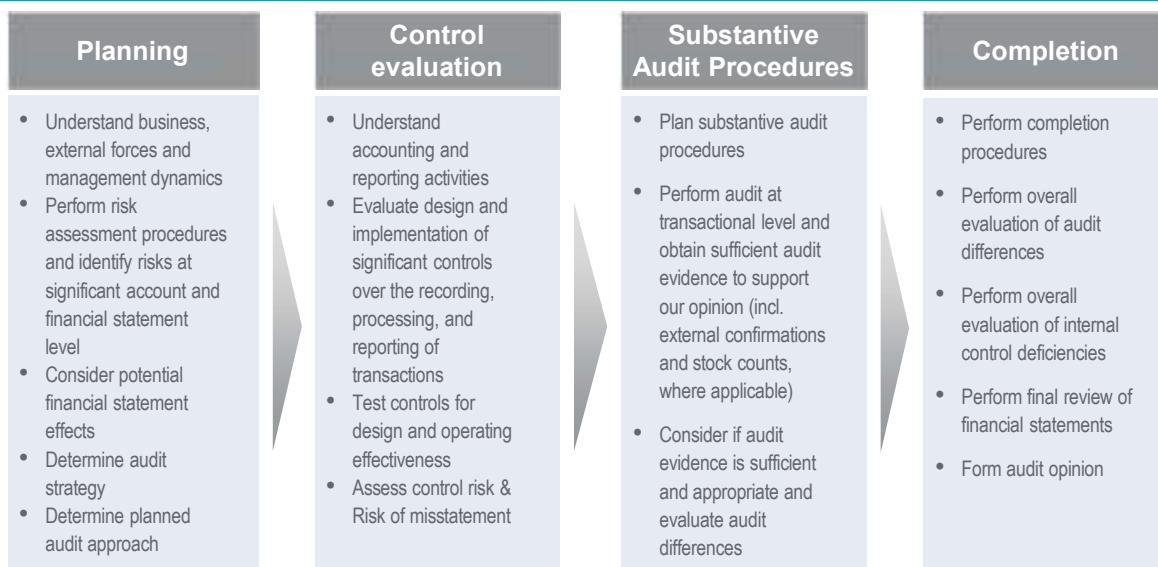 Planning
• Understand business,
external forces and
management dynamics
• Perform risk
assessment procedures
and identify risks at
significant account and
financial statement
level
• Consider potential
financial statement
effects
• Determine audit
strategy
• Determine planned
audit approach
Control
evaluation
• Understand
accounting and
reporting activities
• Evaluate design and
implementation of
significant controls
over the recording,
processing, and
reporting of
transactions
• Test controls for
design and operating
effectiveness
• Assess control risk &
Risk of misstatement
Substantive
Audit Procedures
• Plan substantive audit
procedures
• Perform audit at
transactional level and
obtain sufficient audit
evidence to support
our opinion (incl.
external confirmations
and stock counts,
where applicable)
• Consider if audit
evidence is sufficient
and appropriate and
evaluate audit
differences
Completion
• Perform completion
procedures
• Perform overall
evaluation of audit
differences
• Perform overall
evaluation of internal
control deficiencies
• Perform final review of
financial statements
• Form audit opinion